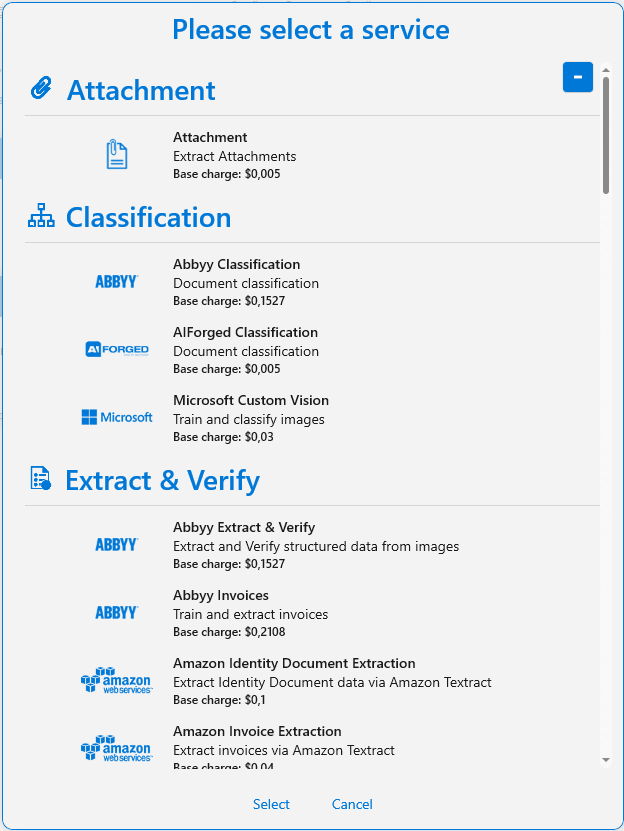 Please select a service
-
Attachment
Attachment
Extract Attachments
Base charge: $0,005
Classification
ABBYY
Abbyy Classification
Document classification
Base charge: $0,1527
AI FORGED
AIForged Classification
Document classification
Base charge: $0,005
Microsoft
Microsoft Custom Vision
Train and classify images
Base charge: $0,03
Extract & Verify
ABBYY
Abbyy Extract & Verify
Extract and Verify structured data from images
Base charge: $0,1527
ABBYY
Abbyy Invoices
Train and extract invoices
Base charge: $0,2108
amazon
webservices™
Amazon Identity Document Extraction
Extract Identity Document data via Amazon Textract
Base charge: $0,1
amazon
webservices™
Amazon Invoice Extraction
Extract invoices via Amazon Textract
Base charge: $0,04
Select Cancel